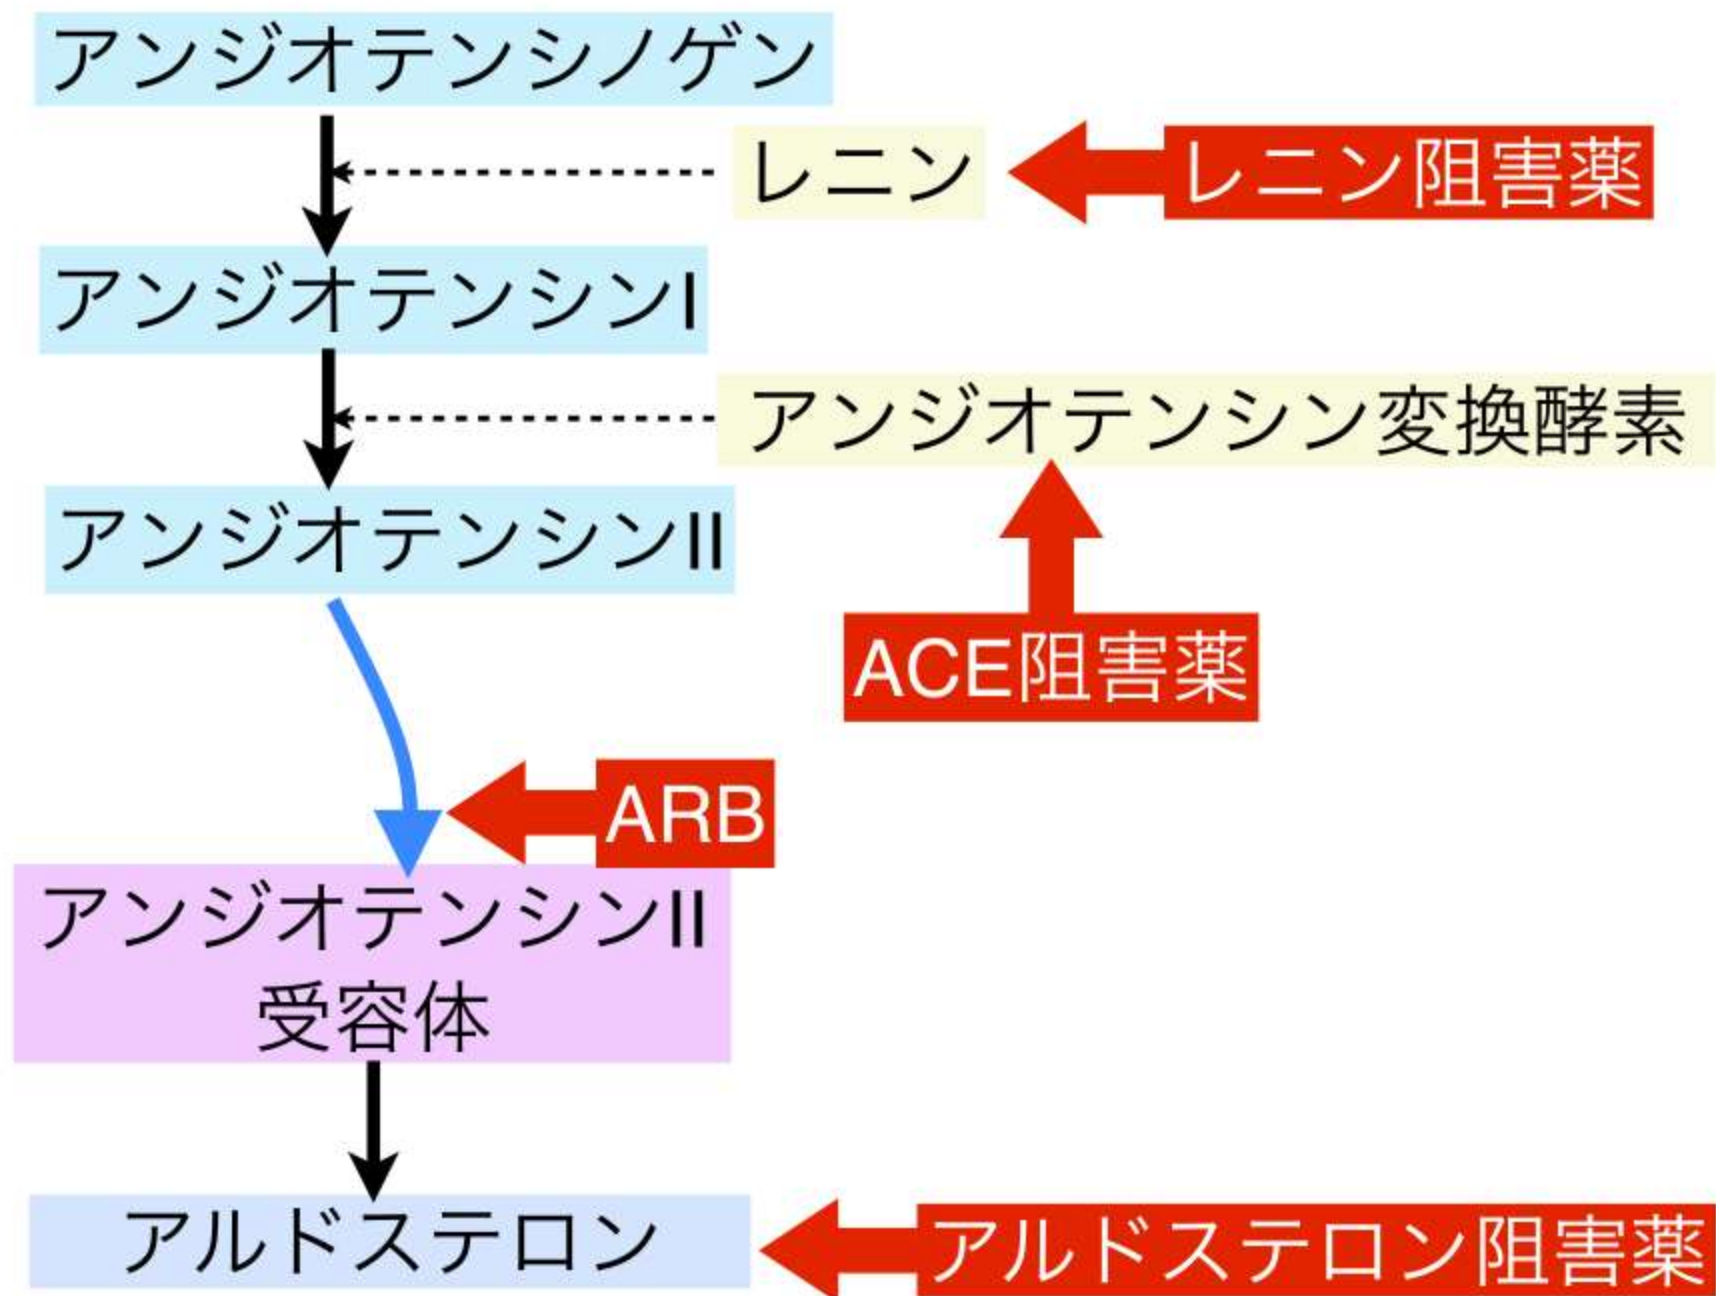 アンジオテンシノゲン
レニン
レニン阻害薬
アンジオテンシンI
アンジオテンシン変換酵素
アンジオテンシンII
ACE阻害薬
ARB
アンジオテンシンII
受容体
アルドステロン
アルドステロン阻害薬